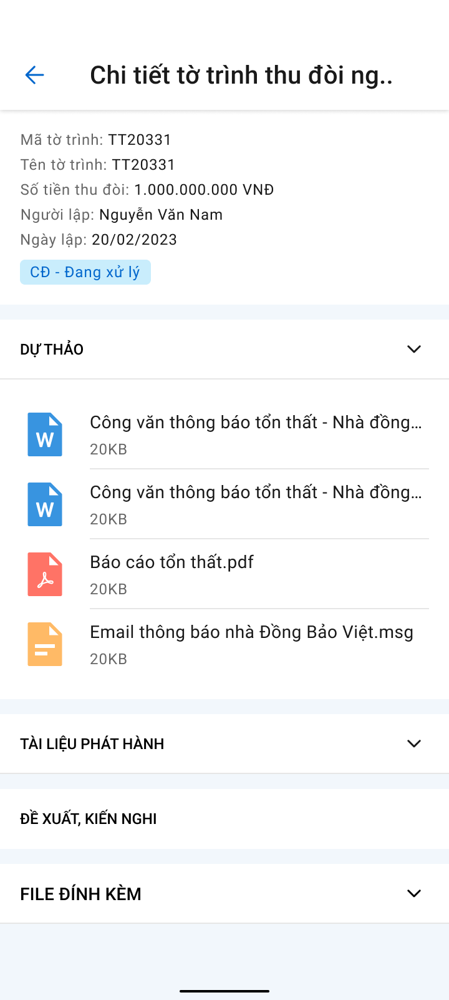 Chi tiết tờ trình thu đòi ng..
Mã tờ trình: TT20331
Tên tờ trình: TT20331
Số tiền thu đòi: 1.000.000.000 VNĐ
Người lập: Nguyễn Văn Nam
Ngày lập: 20/02/2023
CĐ - Đang xử lý
DỰ THẢO
W
Công văn thông báo tổn thất - Nhà đồng...
20KB
W
Công văn thông báo tổn thất - Nhà đồng...
20KB
Báo cáo tổn thất.pdf
20KB
Email thông báo nhà Đồng Bảo Việt.msg
20KB
TÀI LIỆU PHÁT HÀNH
ĐỀ XUẤT, KIẾN NGHI
FILE ĐÍNH KÈM